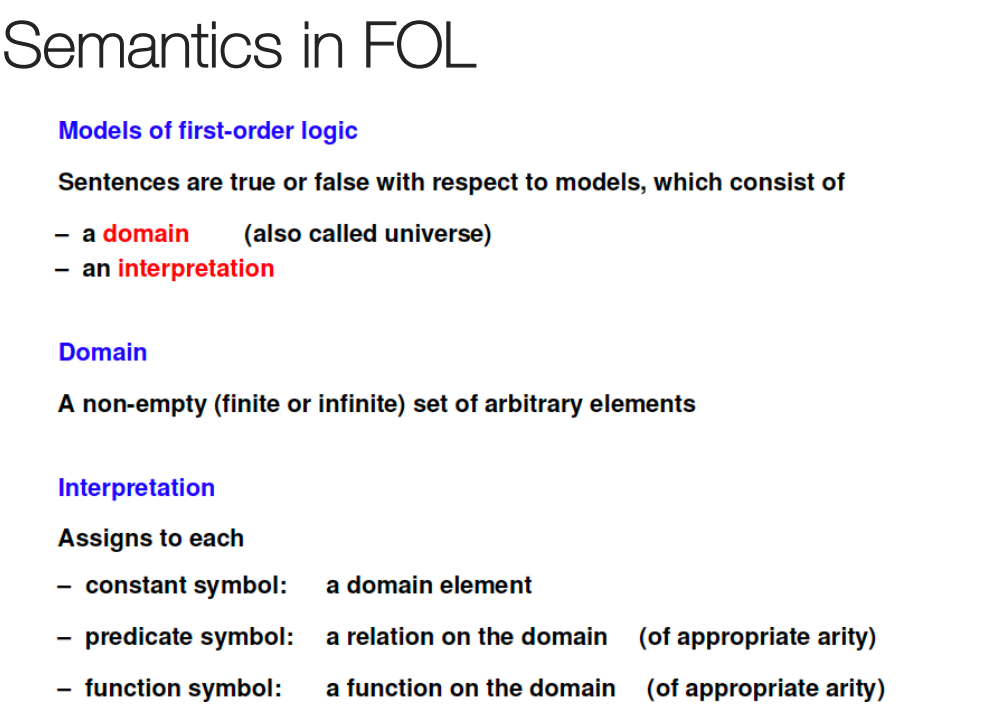 Semantics in FOL
Models of first-order logic
Sentences are true or false with respect to models, which consist of
– a domain (also called universe)
– an interpretation
Domain
A non-empty (finite or infinite) set of arbitrary elements
Interpretation
Assigns to each
– constant symbol: a domain element
– predicate symbol: a relation on the domain (of appropriate arity)
– function symbol: a function on the domain (of appropriate arity)